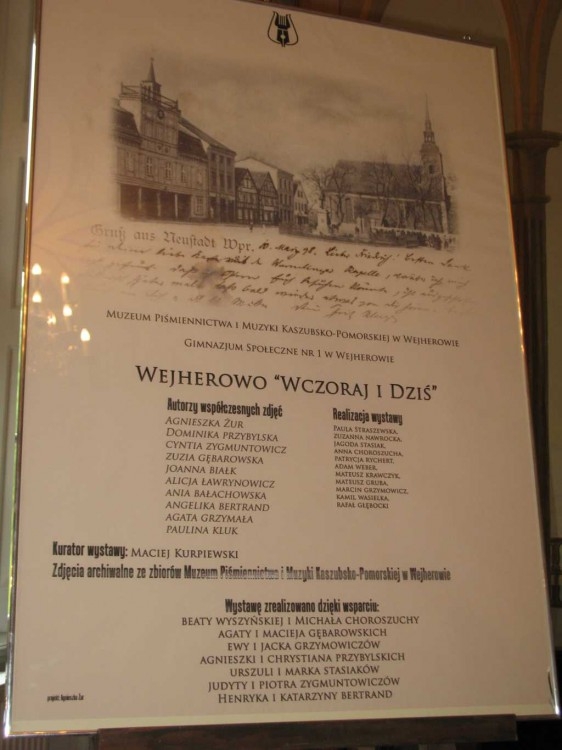 Gruß aus Neustadt Wpr.
Muzeum Piśmiennictwa i Muzyki Kaszubsko-Pomorskiej w Wejherowie
Gimnazjum Społeczne nr 1 w Wejherowie
Wejherowo "Wczoraj i Dziś"
Autorzy współczesnych zdjęć
Agnieszka Żur
Dominika Przybylska
Cyntia Zygmuntowicz
Zuzia Gębarowska
Joanna Białk
Alicja Ławrynowicz
Ania Bałachowska
Angelika Bertrand
Agata Grzymała
Paulina Kluk
Realizacja wystawy
Paula Straszewska,
Zuzanna Nawrocka,
Jagoda Stasiak,
Anna Choroszucha,
Patrycja Rychert,
Adam Weber,
Mateusz Krawczyk,
Mateusz Gruba,
Marcin Grzymowicz,
Kamil Wasielka,
Rafał Głębocki
Kurator wystawy: Maciej Kurpiewski
Zdjęcia archiwalne ze zbiorów Muzeum Piśmiennictwa i Muzyki Kaszubsko-Pomorskiej w Wejherowie
Wystawę zrealizowano dzięki wsparciu:
Beaty Wyszyńskiej i Michała Choroszuchy
Agaty i Macieja Gębarowskich
Ewy i Jacka Grzymowiczów
Agnieszki i Chrystiana Przybylskich
Urszuli i Marka Stasiaków
Judyty i Piotra Zygmuntowiczów
Henryka i Katarzyny Bertrand
projekt: Agnieszka Żur